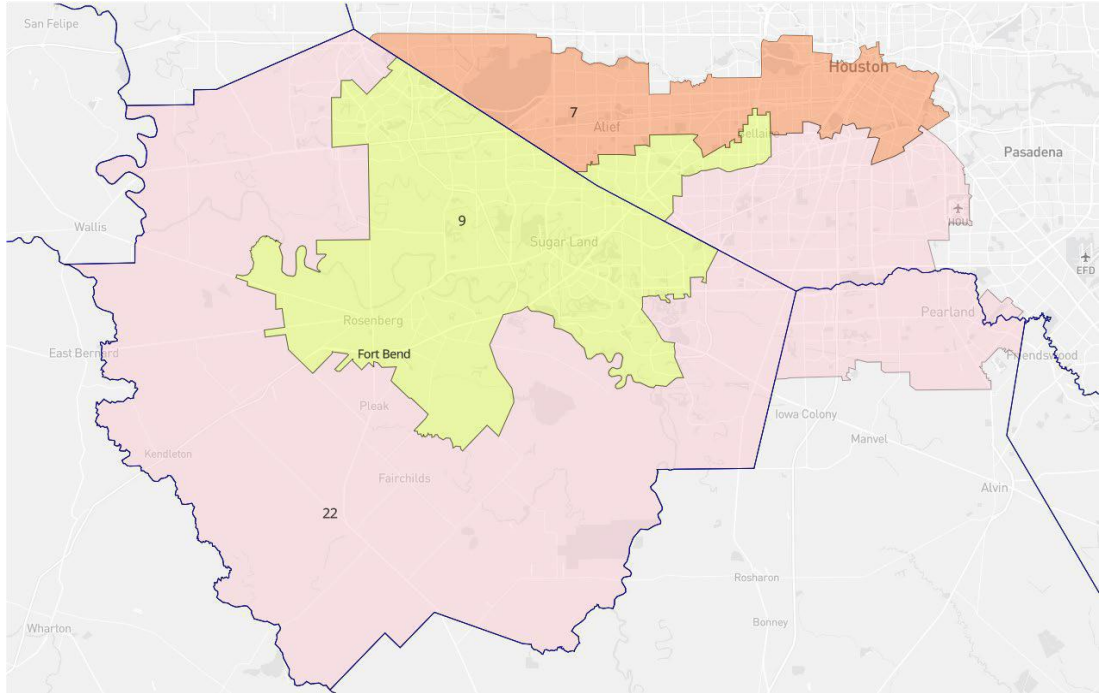 San Felipe
Houston
7
Alief
Bellaire
Pasadena
HOU
Wallis
9
Sugar Land
EFD
Rosenberg
Pearland
East Bernard
Fort Bend
Friendswood
Pleak
Iowa Colony
Manvel
Kendleton
Fairchilds
Alvin
22
Rosharon
Bonney
Wharton